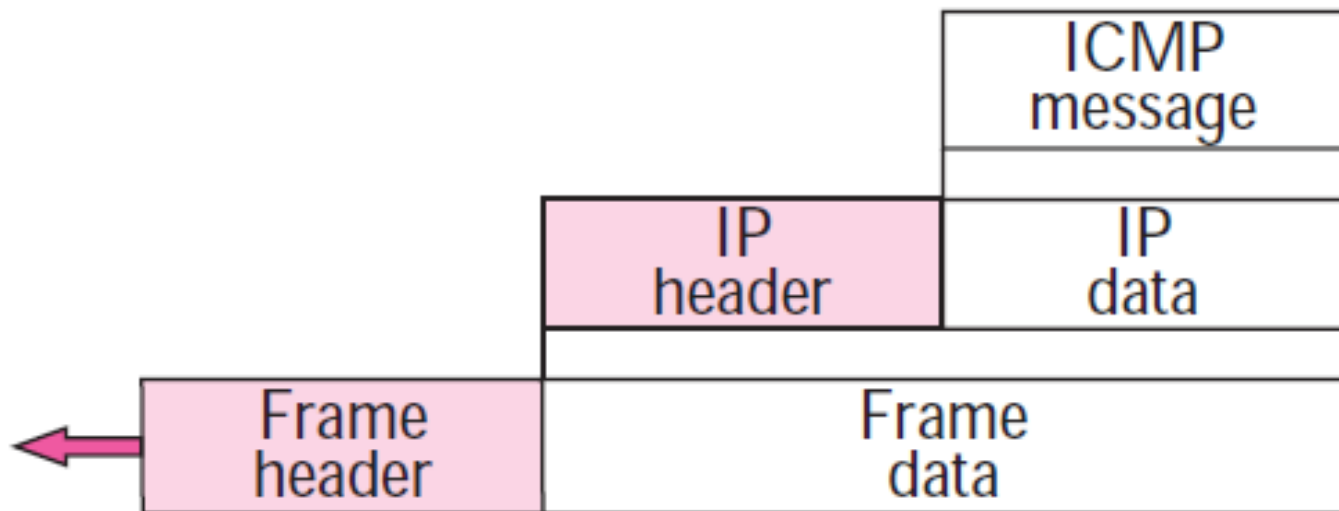 ICMP
message
IP
header
IP
data
Frame
header
Frame
data